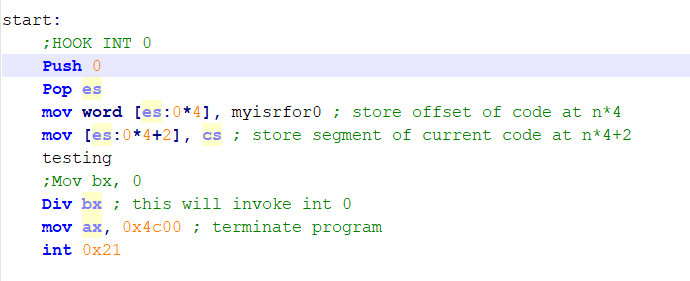 start:
;HOOK INT 0
Push 0
Pop es
mov word [es:0*4], myisrfor0 ; store offset of code at n*4
mov [es:0*4+2], cs ; store segment of current code at n*4+2
testing
;Mov bx, 0
Div bx ; this will invoke int 0
mov ax, 0x4c00 ; terminate program
int 0x21